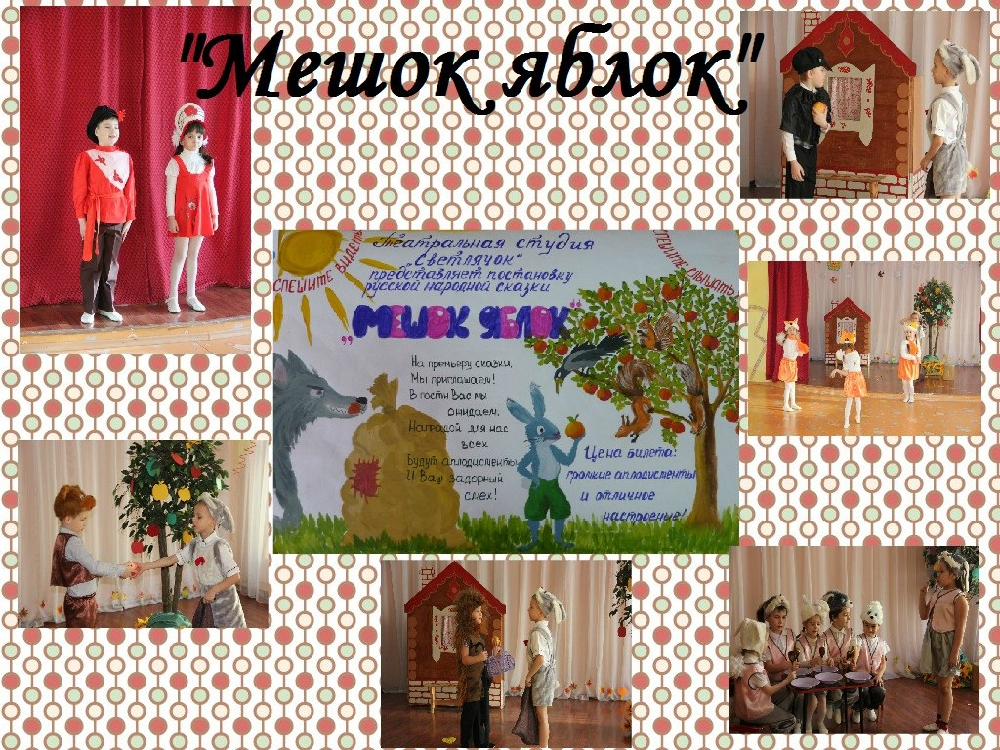 "Мешок яблок"
Театральная студия
"Светлячок"
представляет постановку
русской народной сказки
СПЕШИТЕ ВИДЕТЬ
СПЕШИТЕ СЛЫШАТЬ
„МЕШОК ЯБЛОК"
На премьеру сказки,
Мы приглашаем!
В гости Вас мы
ожидаем.
Наградой для нас
всех
Будут аплодисменты
И Ваш задорный
смех!
Цена билета:
громкие аплодисменты
и отличное
настроение!